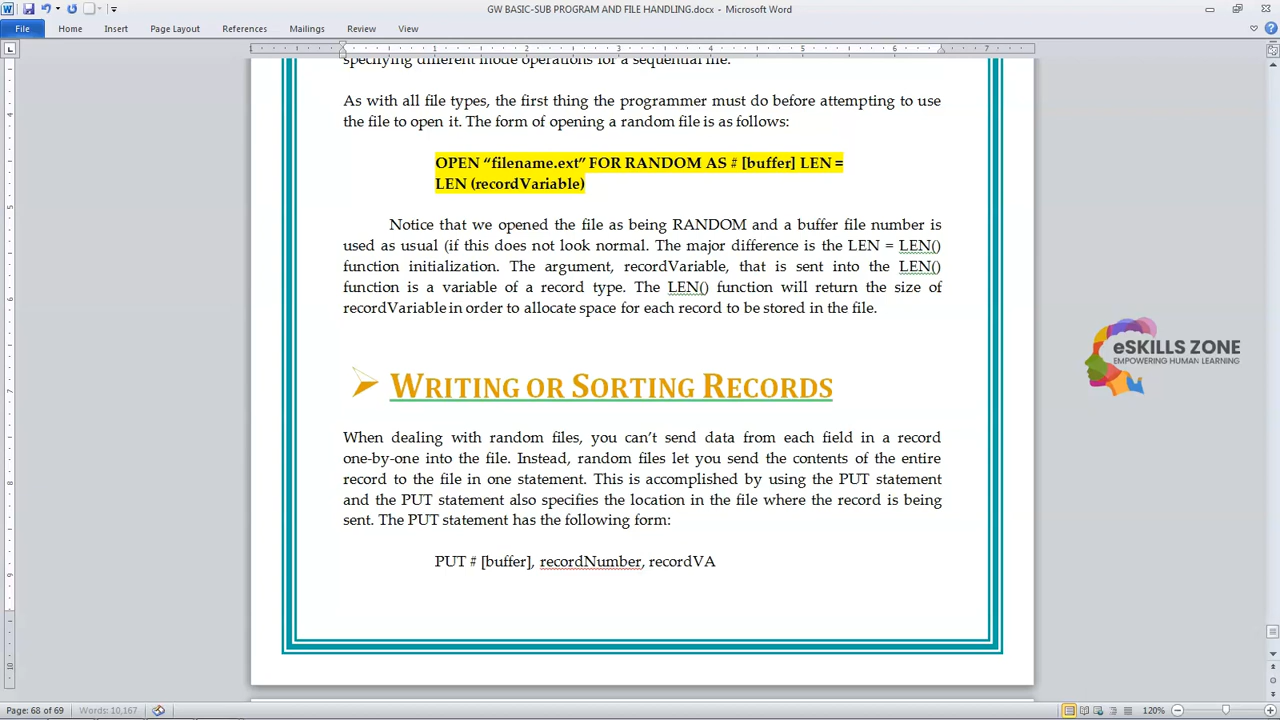 GW BASIC-SUB PROGRAM AND FILE HANDLING.docx - Microsoft Word
File Home Insert Page Layout References Mailings Review View
specifying different mode operations for a sequential file.
As with all file types, the first thing the programmer must do before attempting to use
the file to open it. The form of opening a random file is as follows:
OPEN “filename.ext” FOR RANDOM AS # [buffer] LEN =
LEN (recordVariable)
Notice that we opened the file as being RANDOM and a buffer file number is
used as usual (if this does not look normal. The major difference is the LEN = LEN()
function initialization. The argument, recordVariable, that is sent into the LEN()
function is a variable of a record type. The LEN() function will return the size of
recordVariable in order to allocate space for each record to be stored in the file.
WRITING OR SORTING RECORDS
When dealing with random files, you can’t send data from each field in a record
one-by-one into the file. Instead, random files let you send the contents of the entire
record to the file in one statement. This is accomplished by using the PUT statement
and the PUT statement also specifies the location in the file where the record is being
sent. The PUT statement has the following form:
PUT # [buffer], recordNumber, recordVA
eSKILLS ZONE
EMPOWERING HUMAN LEARNING
Page: 68 of 69 Words: 10,167 120%